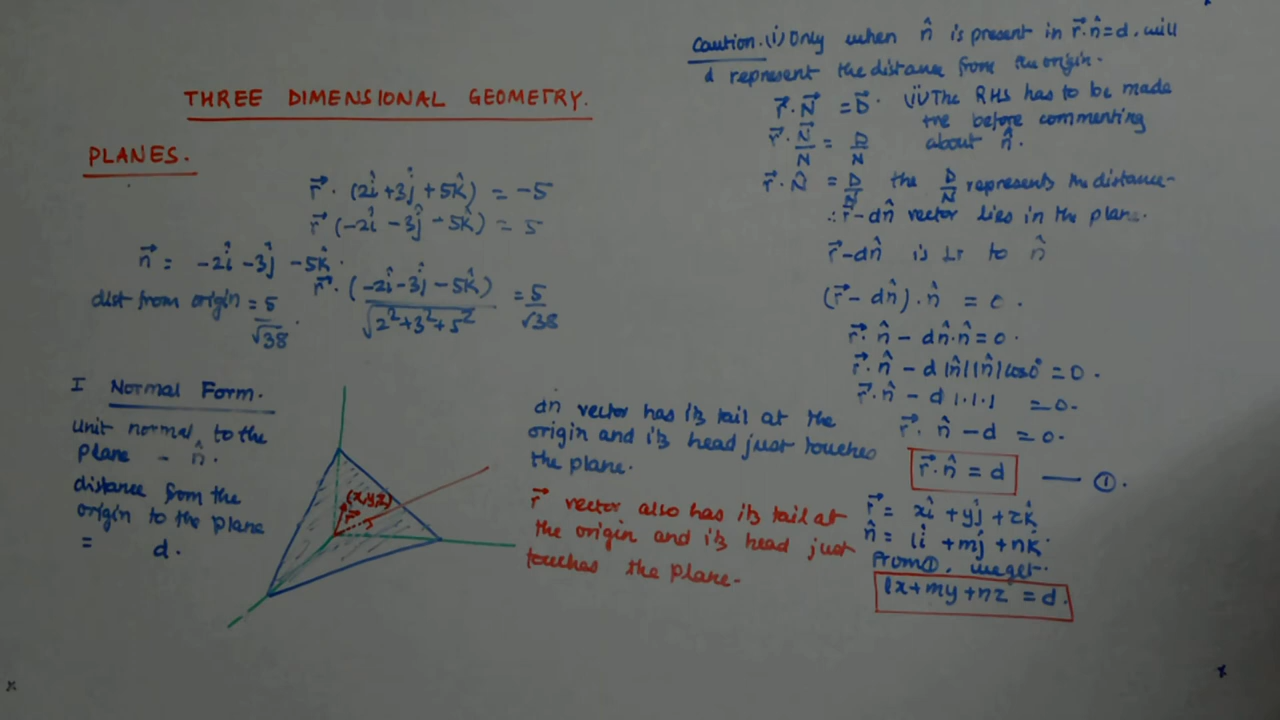 THREE DIMENSIONAL GEOMETRY.
PLANES.
r⃗ · (2î + 3ĵ + 5k̂) = -5
r⃗ (-2î - 3ĵ - 5k̂) = 5
n⃗ = -2î - 3ĵ - 5k̂.
dist from origin = 5/√38.
r⃗ · (-2î - 3ĵ - 5k̂)/√(2² + 3² + 5²) = 5/√38
I Normal Form.
Unit normal to the
plane - n̂.
distance from the
origin to the plane
= d.
(x,y,z)
r⃗
dn̂ vector has its tail at the
origin and its head just touches
the plane.
r⃗ vector also has its tail at
the origin and its head just
touches the plane.
Caution. (i) Only when n̂ is present in r⃗·n̂ = d, will
d represent the distance from the origin.
r⃗·N⃗ = D. (ii) The RHS has to be made
+ve before commenting
about n̂.
r⃗·N⃗/N = D/N
r⃗·N̂ = D/N the D/N represents the distance-
∴ r⃗ - dn̂ vector lies in the plane.
r⃗ - dn̂ is ⊥r to n̂
(r⃗ - dn̂) · n̂ = 0.
r⃗·n̂ - dn̂·n̂ = 0.
r⃗·n̂ - d |n̂||n̂| cos0° = 0.
r⃗·n̂ - d 1.1.1 = 0.
r⃗·n̂ - d = 0.
r⃗·n̂ = d — ①.
r⃗ = xî + yĵ + zk̂
n̂ = lî + mĵ + nk̂.
From ①, we get.
lx + my + nz = d.